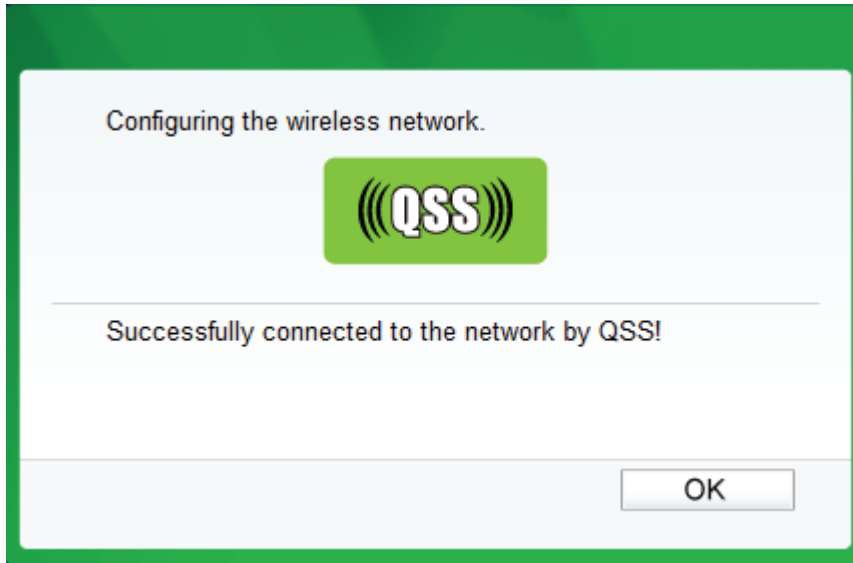 Configuring the wireless network.
QSS
Successfully connected to the network by QSS!
OK